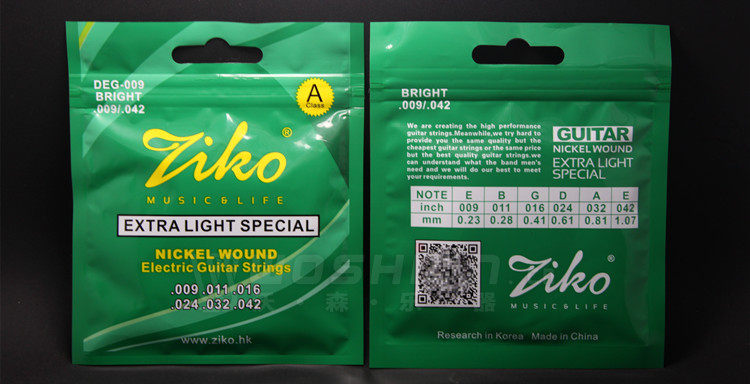 DEG-009
BRIGHT
.009/.042
A
Class
Ziko®
MUSIC & LIFE
EXTRA LIGHT SPECIAL
NICKEL WOUND
Electric Guitar Strings
.009 .011 .016
.024 .032 .042
www.ziko.hk
BRIGHT
.009/.042
We are creating the high performance
guitar strings.Meanwhile,we try hard to
provide you the same quality but the
cheapest guitar strings or the same price
but the best quality guitar strings.we
can understand what the band men's
need and we will do our best to meet
your requirements.
GUITAR
NICKEL WOUND
EXTRA LIGHT
SPECIAL
NOTE E B G D A E
inch 009 011 016 024 032 042
mm 0.23 0.28 0.41 0.61 0.81 1.07
Ziko®
MUSIC & LIFE
Research in Korea Made in China